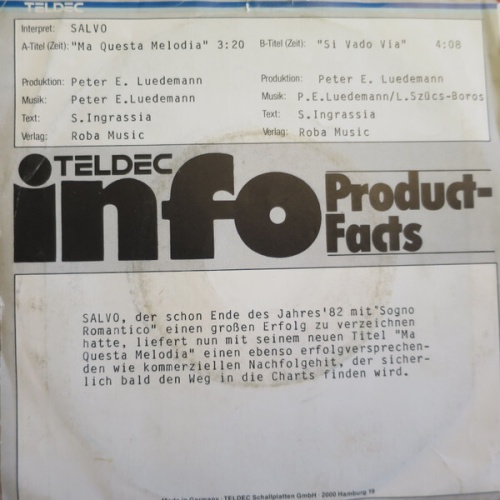 TELDEC
Interpret: SALVO
A-Titel (Zeit): "Ma Questa Melodia" 3:20 B-Titel (Zeit): "Si Vado Via" 4:08
Produktion: Peter E. Luedemann Produktion: Peter E. Luedemann
Musik: Peter E.Luedemann Musik: P.E.Luedemann/L.Szücs-Boros
Text: S.Ingrassia Text: S.Ingrassia
Verlag: Roba Music Verlag: Roba Music
TELDEC
info Product-
Facts
SALVO, der schon Ende des Jahres'82 mit"Sogno
Romantico" einen großen Erfolg zu verzeichnen
hatte, liefert nun mit seinem neuen Titel "Ma
Questa Melodia" einen ebenso erfolgversprechen-
den wie kommerziellen Nachfolgehit, der sicher-
lich bald den Weg in die Charts finden wird.
Made in Germany · TELDEC Schallplatten GmbH · 2000 Hamburg 19